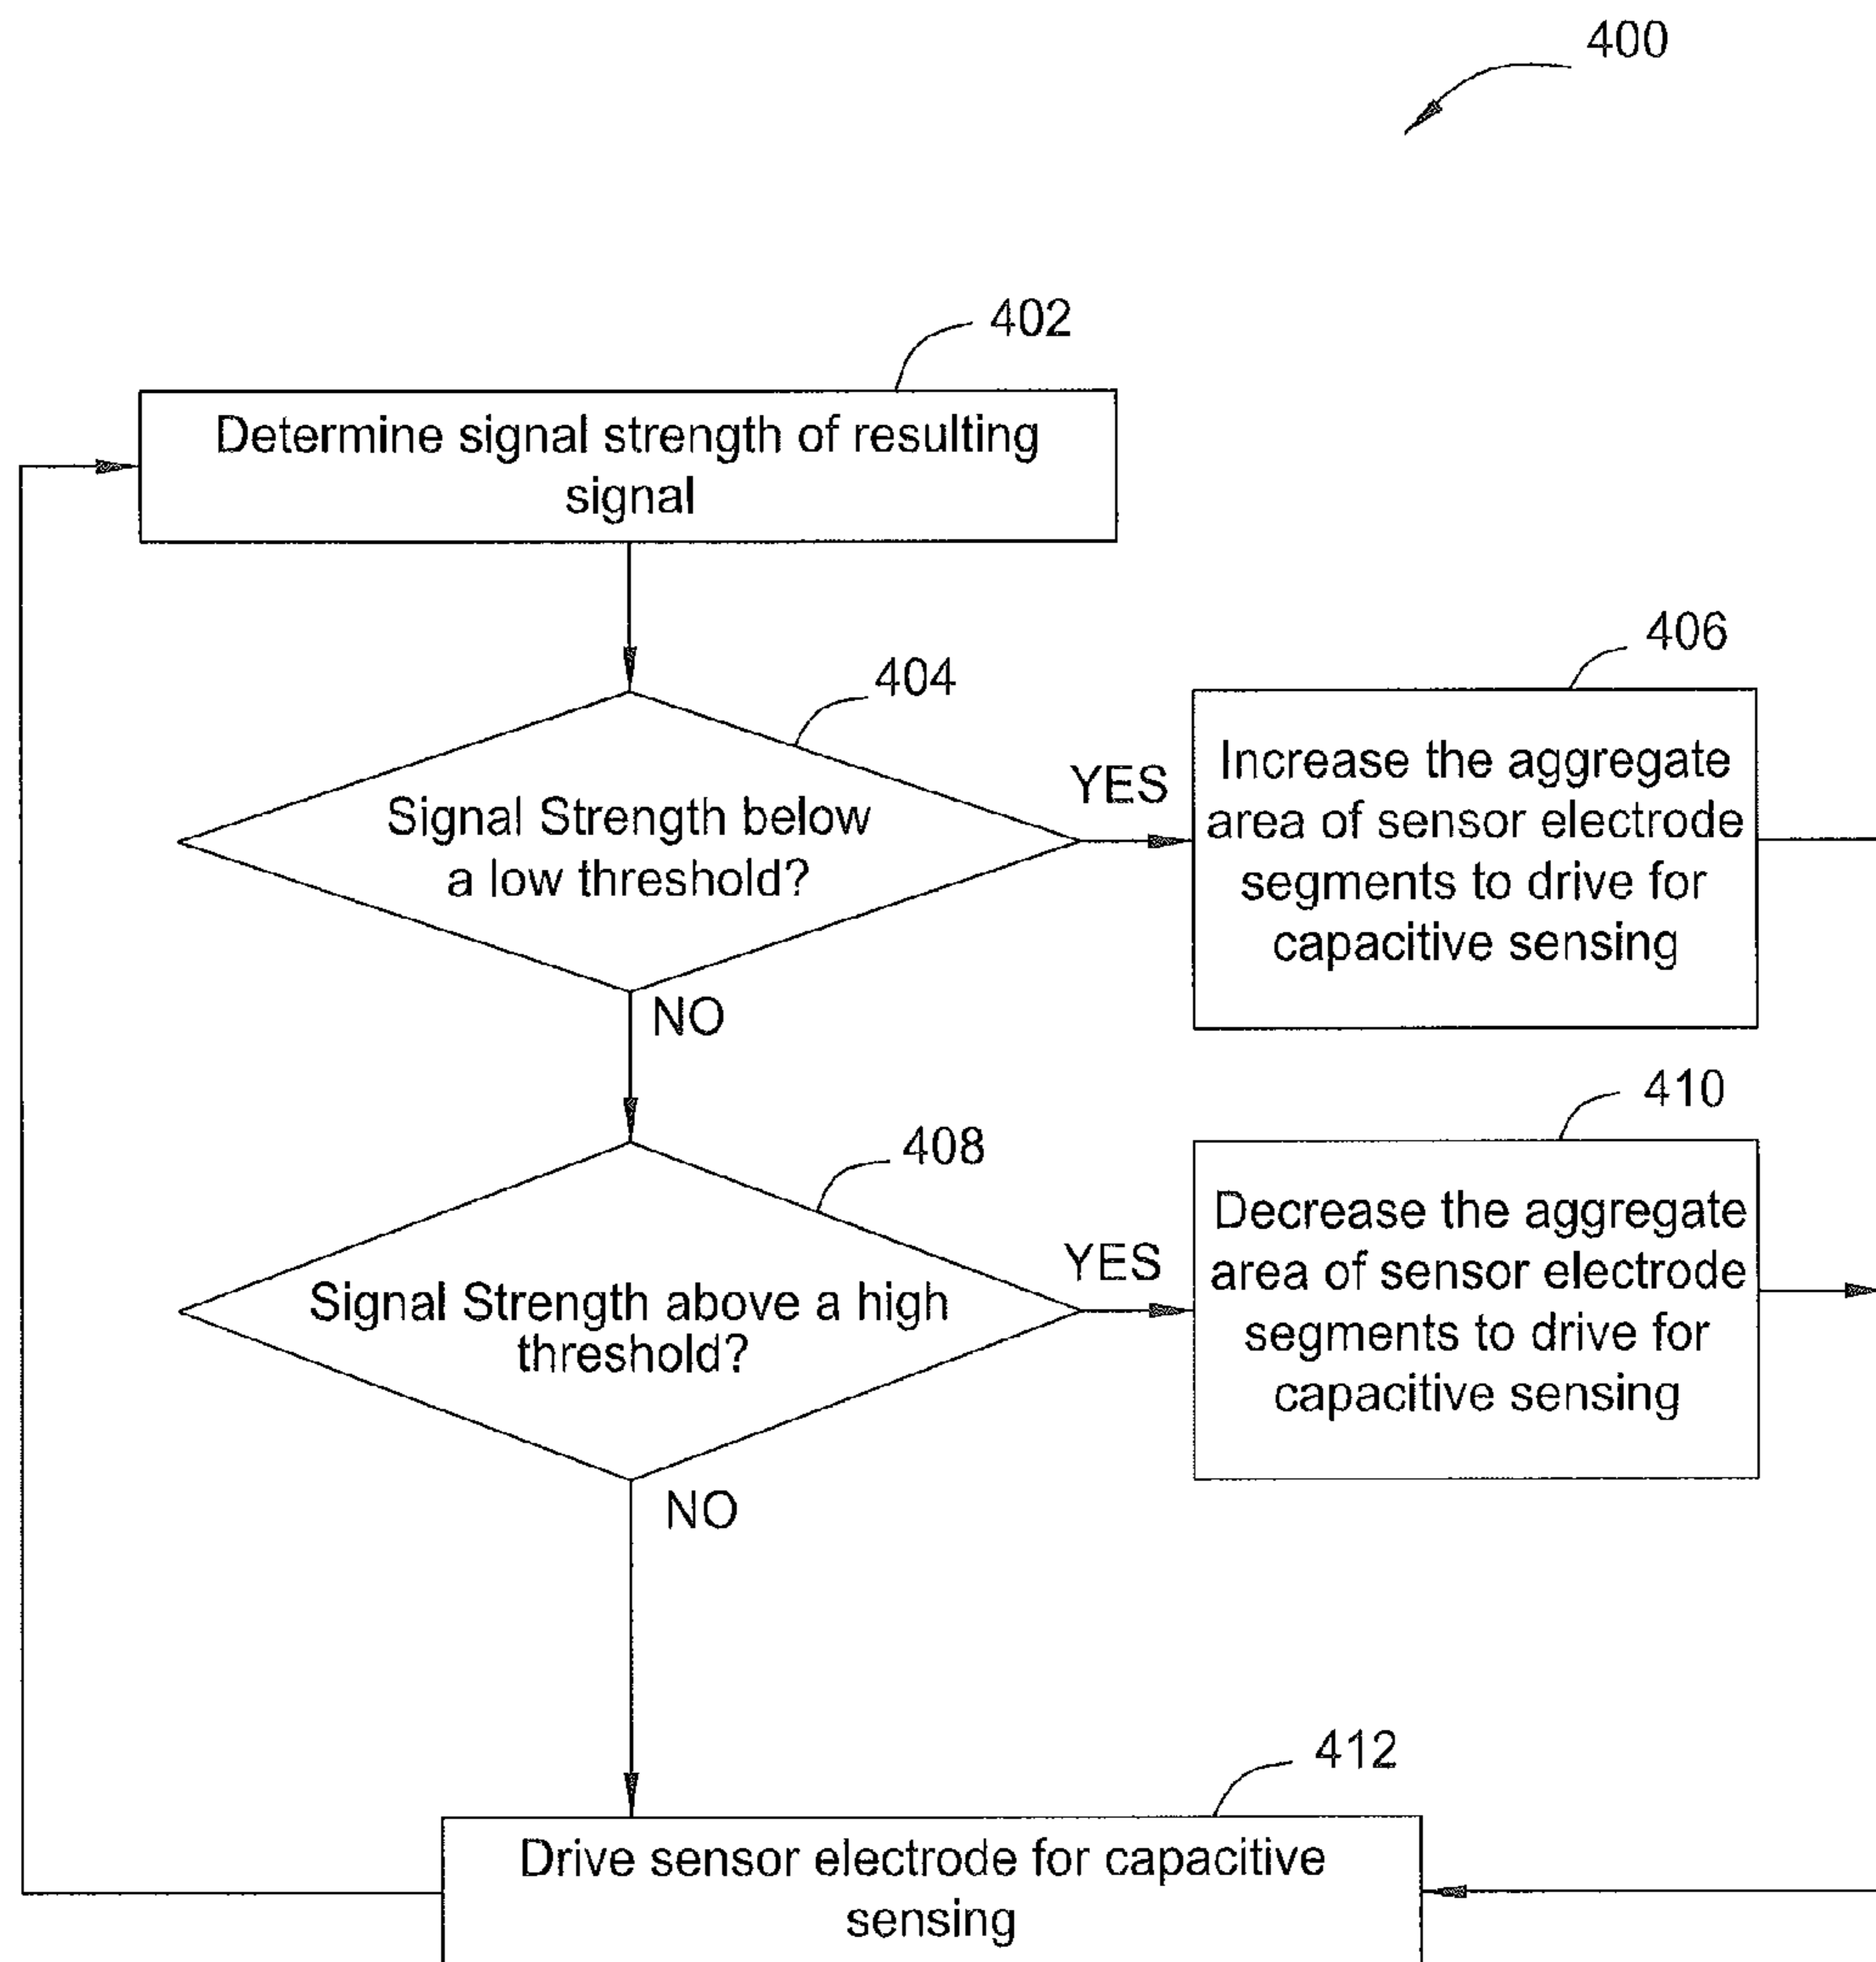 400
402
Determine signal strength of resulting
signal
404
Signal Strength below
a low threshold?
YES
406
Increase the aggregate
area of sensor electrode
segments to drive for
capacitive sensing
NO
408
Signal Strength above a high
threshold?
YES
410
Decrease the aggregate
area of sensor electrode
segments to drive for
capacitive sensing
NO
412
Drive sensor electrode for capacitive
sensing